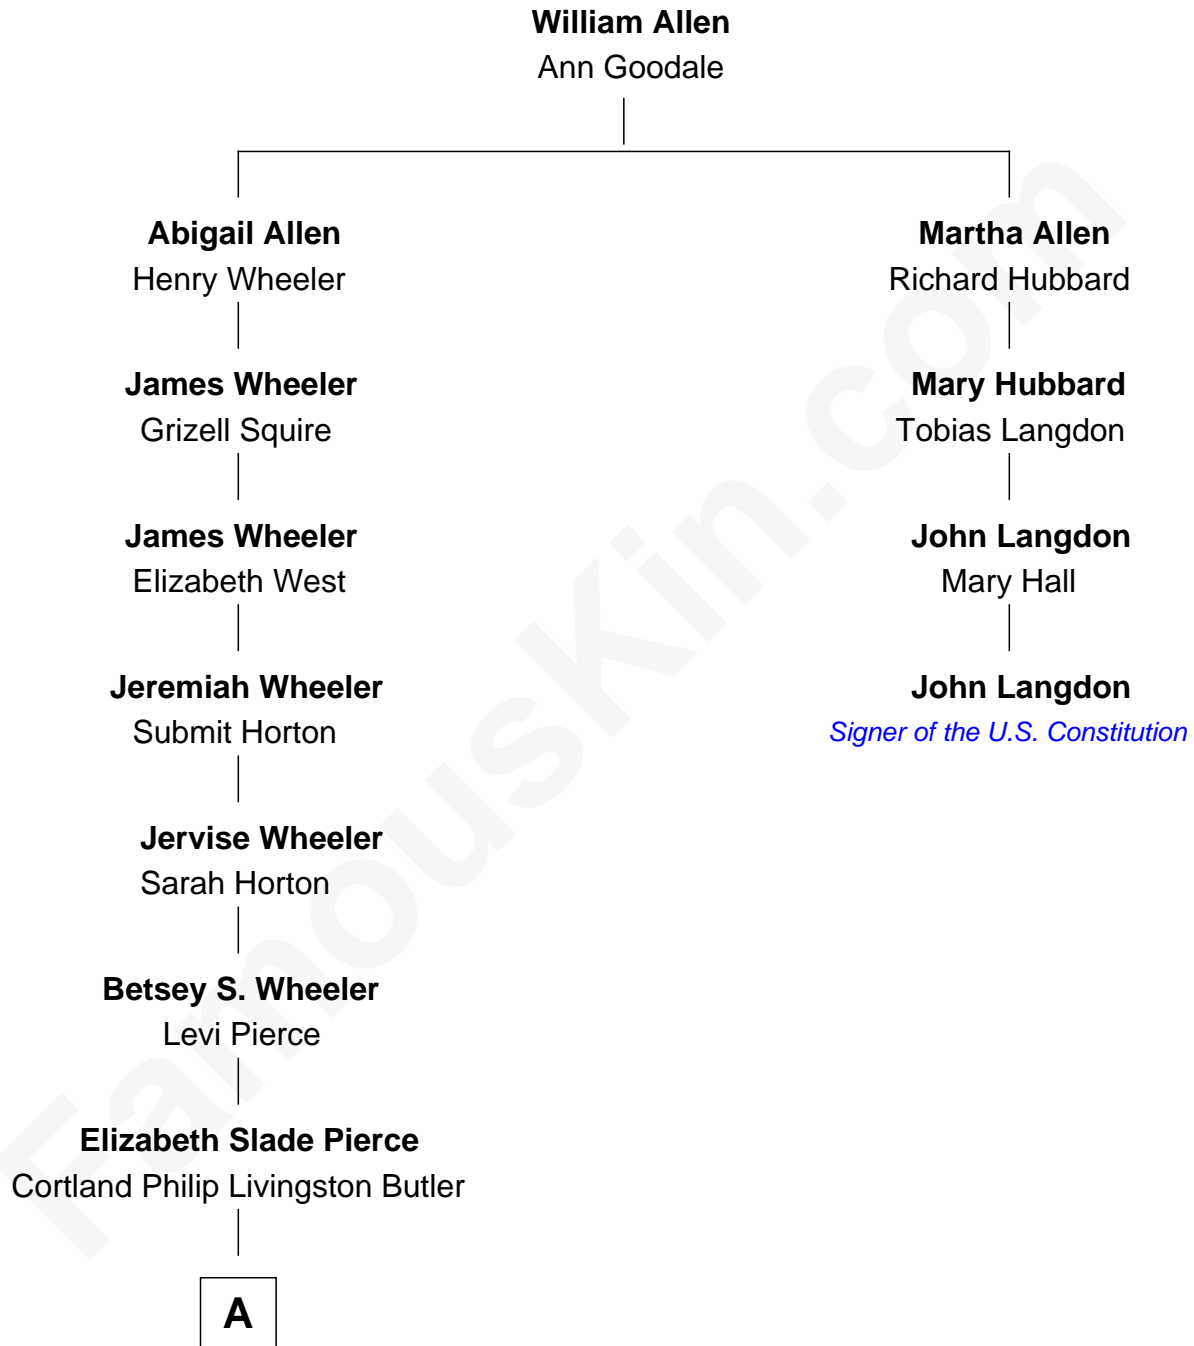 William Allen
Ann Goodale
Abigail Allen
Henry Wheeler
Martha Allen
Richard Hubbard
James Wheeler
Grizell Squire
Mary Hubbard
Tobias Langdon
James Wheeler
Elizabeth West
John Langdon
Mary Hall
Jeremiah Wheeler
Submit Horton
John Langdon
Signer of the U.S. Constitution
Jervise Wheeler
Sarah Horton
Betsey S. Wheeler
Levi Pierce
Elizabeth Slade Pierce
Cortland Philip Livingston Butler
A
FamousKin.com